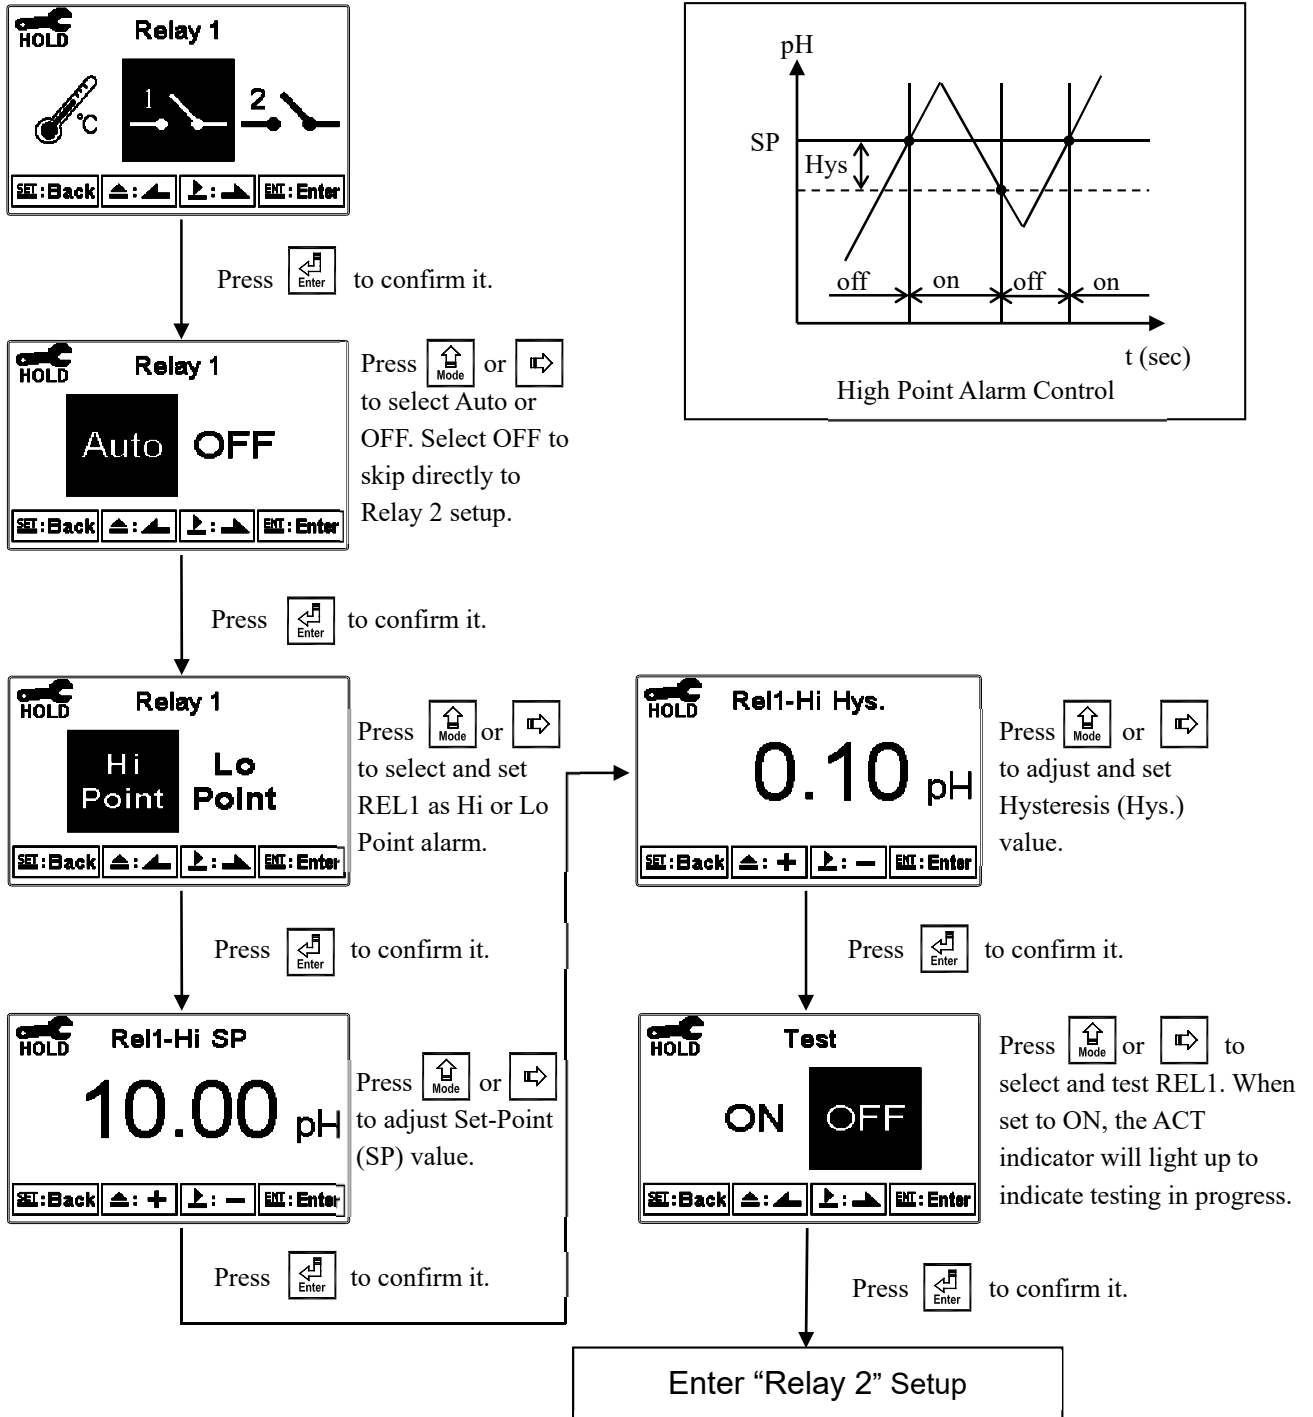 HOLD
Relay 1
°C
1
2
SET:Back
:
:
ENT:Enter
Press Enter to confirm it.
HOLD
Relay 1
Auto OFF
SET:Back
:
:
ENT:Enter
Press Mode or
to select Auto or
OFF. Select OFF to
skip directly to
Relay 2 setup.
Press Enter to confirm it.
HOLD
Relay 1
Hi
Point
Lo
Point
SET:Back
:
:
ENT:Enter
Press Mode or
to select and set
REL1 as Hi or Lo
Point alarm.
Press Enter to confirm it.
HOLD
Rel1-Hi SP
10.00 pH
SET:Back
: +
: -
ENT:Enter
Press Mode or
to adjust Set-Point
(SP) value.
Press Enter to confirm it.
pH
SP
Hys
off
on
off
on
t (sec)
High Point Alarm Control
HOLD
Rel1-Hi Hys.
0.10 pH
SET:Back
: +
: -
ENT:Enter
Press Mode or
to adjust and set
Hysteresis (Hys.)
value.
Press Enter to confirm it.
HOLD
Test
ON OFF
SET:Back
:
:
ENT:Enter
Press Mode or to
select and test REL1. When
set to ON, the ACT
indicator will light up to
indicate testing in progress.
Press Enter to confirm it.
Enter “Relay 2” Setup